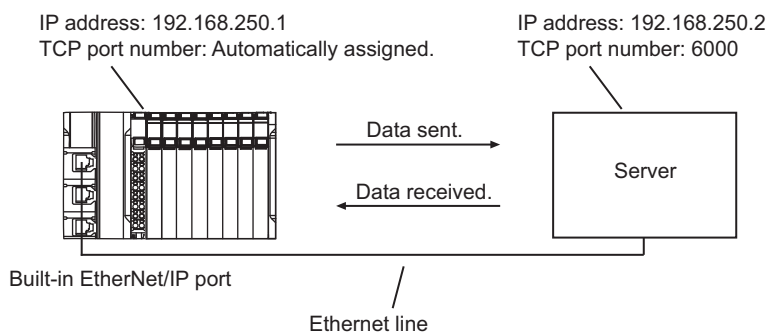 IP address: 192.168.250.1
TCP port number: Automatically assigned.
IP address: 192.168.250.2
TCP port number: 6000
Data sent.
Server
Data received.
Built-in EtherNet/IP port
Ethernet line